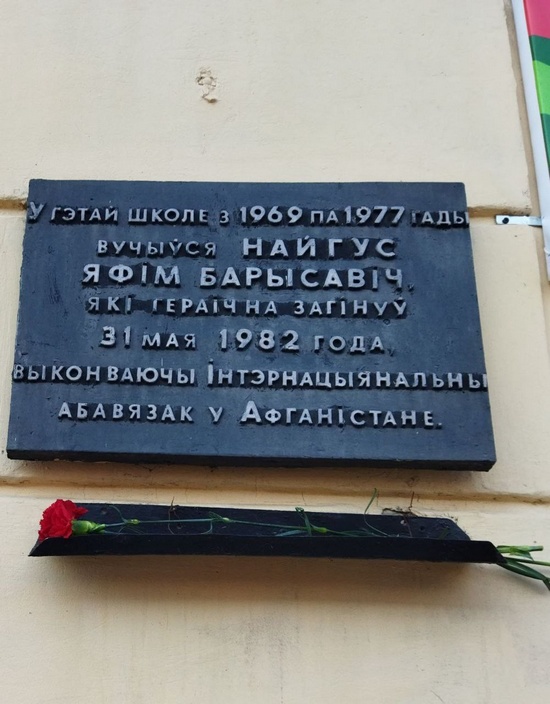 У гэтай школе з 1969 па 1977 гады
вучыўся НАЙГУС
ЯФІМ БАРЫСАВІЧ,
які гераічна загінуў
31 мая 1982 года,
выконваючы Інтэрнацыянальны
абавязак у Афганістане.